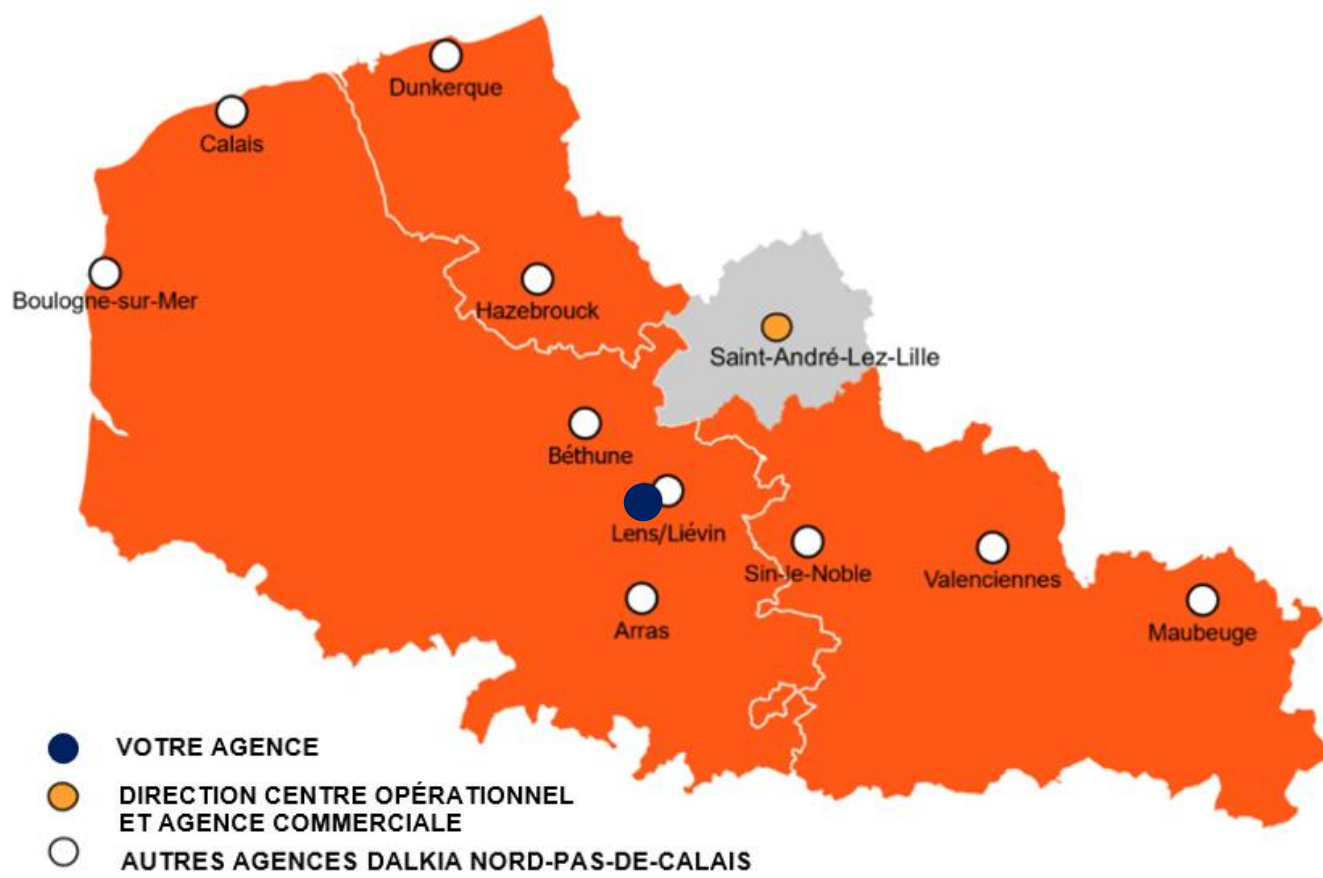 Dunkerque
Calais
Boulogne-sur-Mer
Hazebrouck
Saint-André-Lez-Lille
Béthune
Lens/Liévin
Sin-le-Noble
Valenciennes
Arras
Maubeuge
VOTRE AGENCE
DIRECTION CENTRE OPÉRATIONNEL
ET AGENCE COMMERCIALE
AUTRES AGENCES DALKIA NORD-PAS-DE-CALAIS